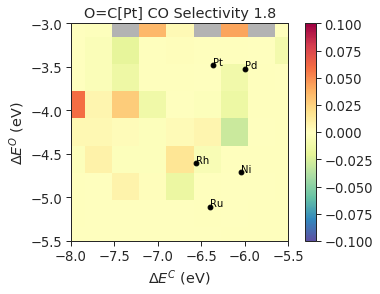 O=C[Pt] CO Selectivity 1.8
−3.0
−3.5
−4.0
−4.5
−5.0
−5.5
ΔE^O (eV)
Pt
Pd
Rh
Ni
Ru
−8.0 −7.5 −7.0 −6.5 −6.0 −5.5
ΔE^C (eV)
0.100
0.075
0.050
0.025
0.000
−0.025
−0.050
−0.075
−0.100